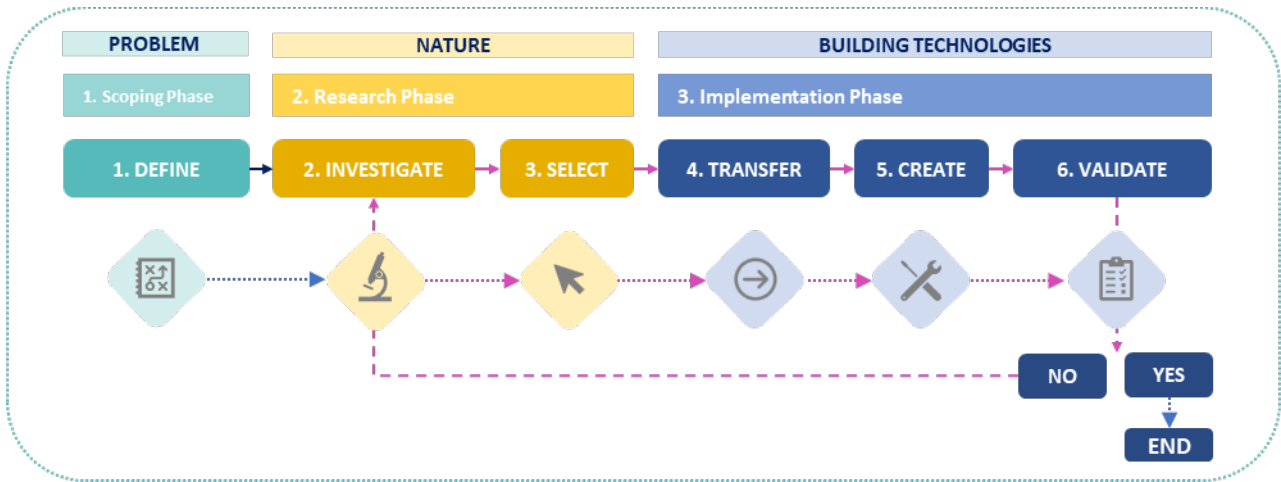 PROBLEM
NATURE
BUILDING TECHNOLOGIES
1. Scoping Phase
2. Research Phase
3. Implementation Phase
1. DEFINE
2. INVESTIGATE
3. SELECT
4. TRANSFER
5. CREATE
6. VALIDATE
NO
YES
END